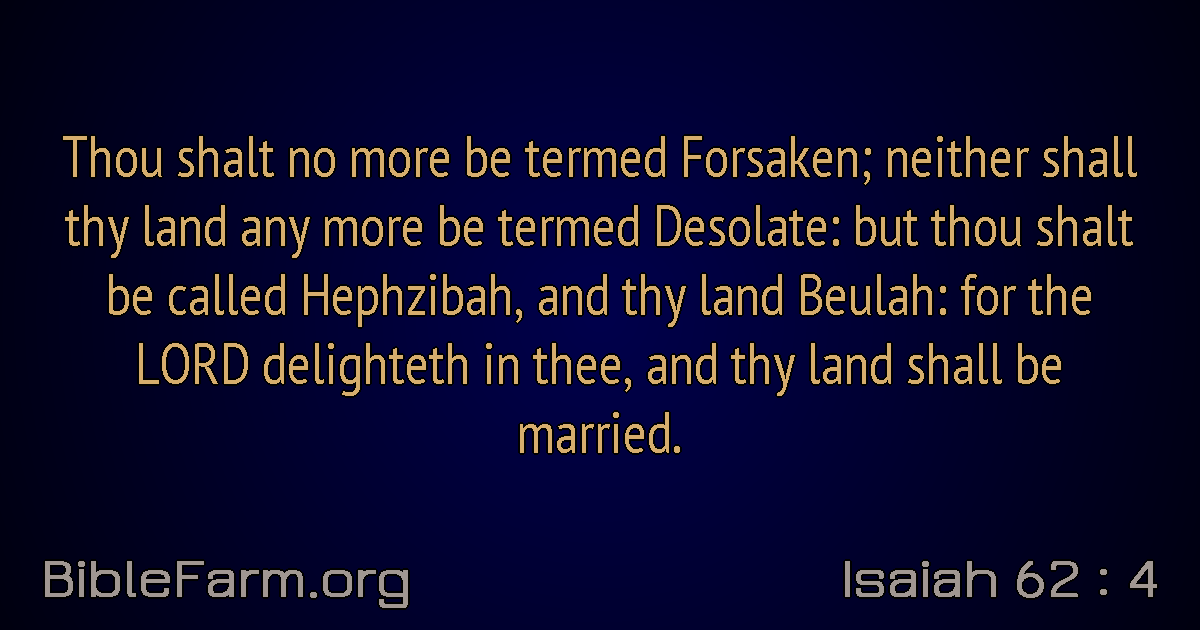 Thou shalt no more be termed Forsaken; neither shall
thy land any more be termed Desolate: but thou shalt
be called Hephzibah, and thy land Beulah: for the
LORD delighteth in thee, and thy land shall be
married.
BibleFarm.org
Isaiah 62 : 4